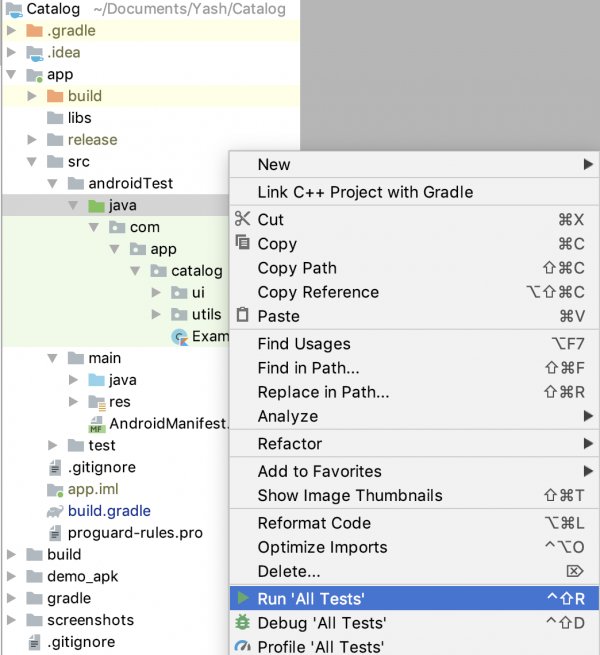 Catalog ~/Documents/Yash/Catalog
.gradle
.idea
app
build
libs
release
src
androidTest
java
com
app
catalog
ui
utils
Exam
main
java
res
MF AndroidManifest.
test
.gitignore
app.iml
build.gradle
proguard-rules.pro
build
demo_apk
gradle
screenshots
.gitignore
New
Link C++ Project with Gradle
Cut ⌘X
Copy ⌘C
Copy Path ⇧⌘C
Copy Reference ⌥⇧⌘C
Paste ⌘V
Find Usages ⌥F7
Find in Path... ⇧⌘F
Replace in Path... ⇧⌘R
Analyze
Refactor
Add to Favorites
Show Image Thumbnails ⇧⌘T
Reformat Code ⌥⌘L
Optimize Imports ^⌥O
Delete... ⌦
Run 'All Tests' ^⇧R
Debug 'All Tests' ^⇧D
Profile 'All Tests'